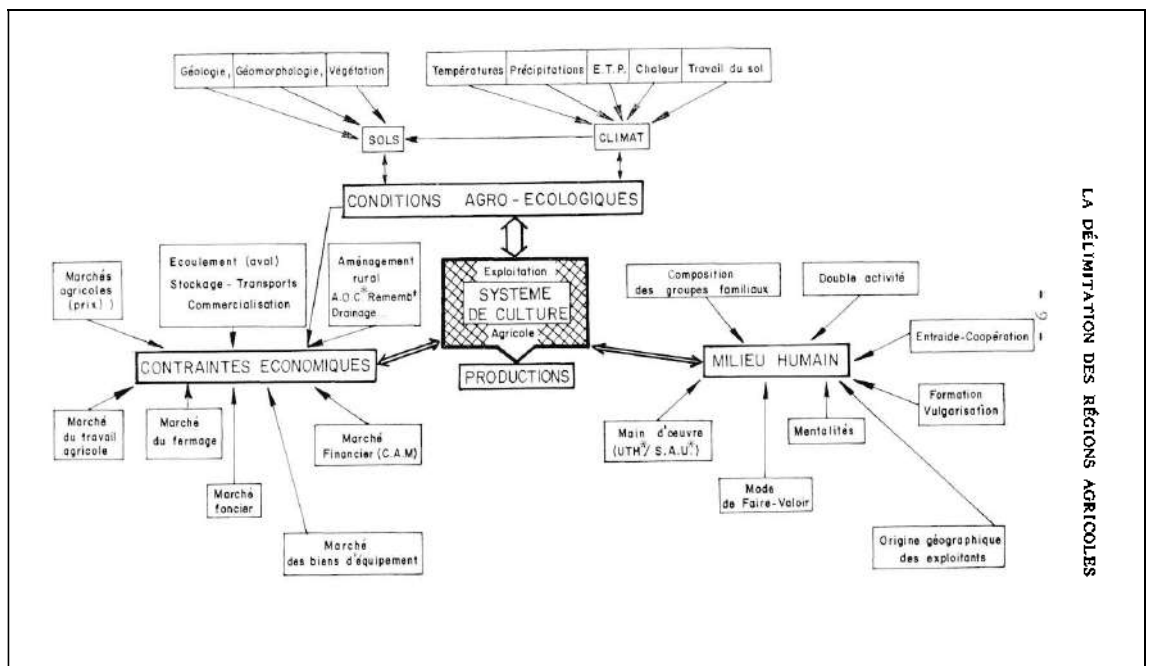 Géologie, Géomorphologie, Végétation
Températures Précipitations E.T.P. Chaleur Travail du sol
SOLS
CLIMAT
CONDITIONS AGRO-ECOLOGIQUES
Marchés
agricoles
(prix) )
Ecoulement (aval)
Stockage - Transports
Commercialisation
Aménagement
rural
A.O.C* Rememb†
Drainage...
Exploitation
SYSTEME
DE CULTURE
Agricole
Composition
des groupes familiaux
Double activité
Entraide-Coopération
CONTRAINTES ECONOMIQUES
PRODUCTIONS
MILIEU HUMAIN
Marché
du travail
agricole
Marché
du fermage
Marché
foncier
Marché
des biens d'équipement
Marché
Financier (C.A.M)
Main d'oeuvre
(UTH*/ S.A.U*)
Mode
de Faire-Valoir
Mentalités
Formation
Vulgarisation
Origine géographique
des exploitants
- 9 -
LA DÉLIMITATION DES RÉGIONS AGRICOLES